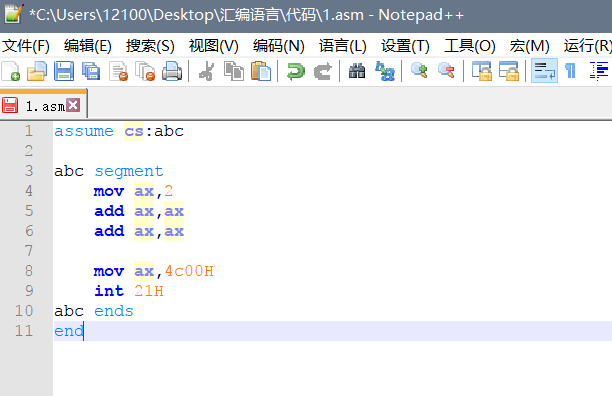 *C:\Users\12100\Desktop\汇编语言\代码\1.asm - Notepad++
文件(F) 编辑(E) 搜索(S) 视图(V) 编码(N) 语言(L) 设置(T) 工具(O) 宏(M) 运行(R)
1.asm
1 assume cs:abc
2
3 abc segment
4 mov ax,2
5 add ax,ax
6 add ax,ax
7
8 mov ax,4c00H
9 int 21H
10 abc ends
11 end